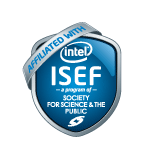 AFFILIATED WITH
intel
ISEF
a program of
SOCIETY
FOR SCIENCE & THE
PUBLIC